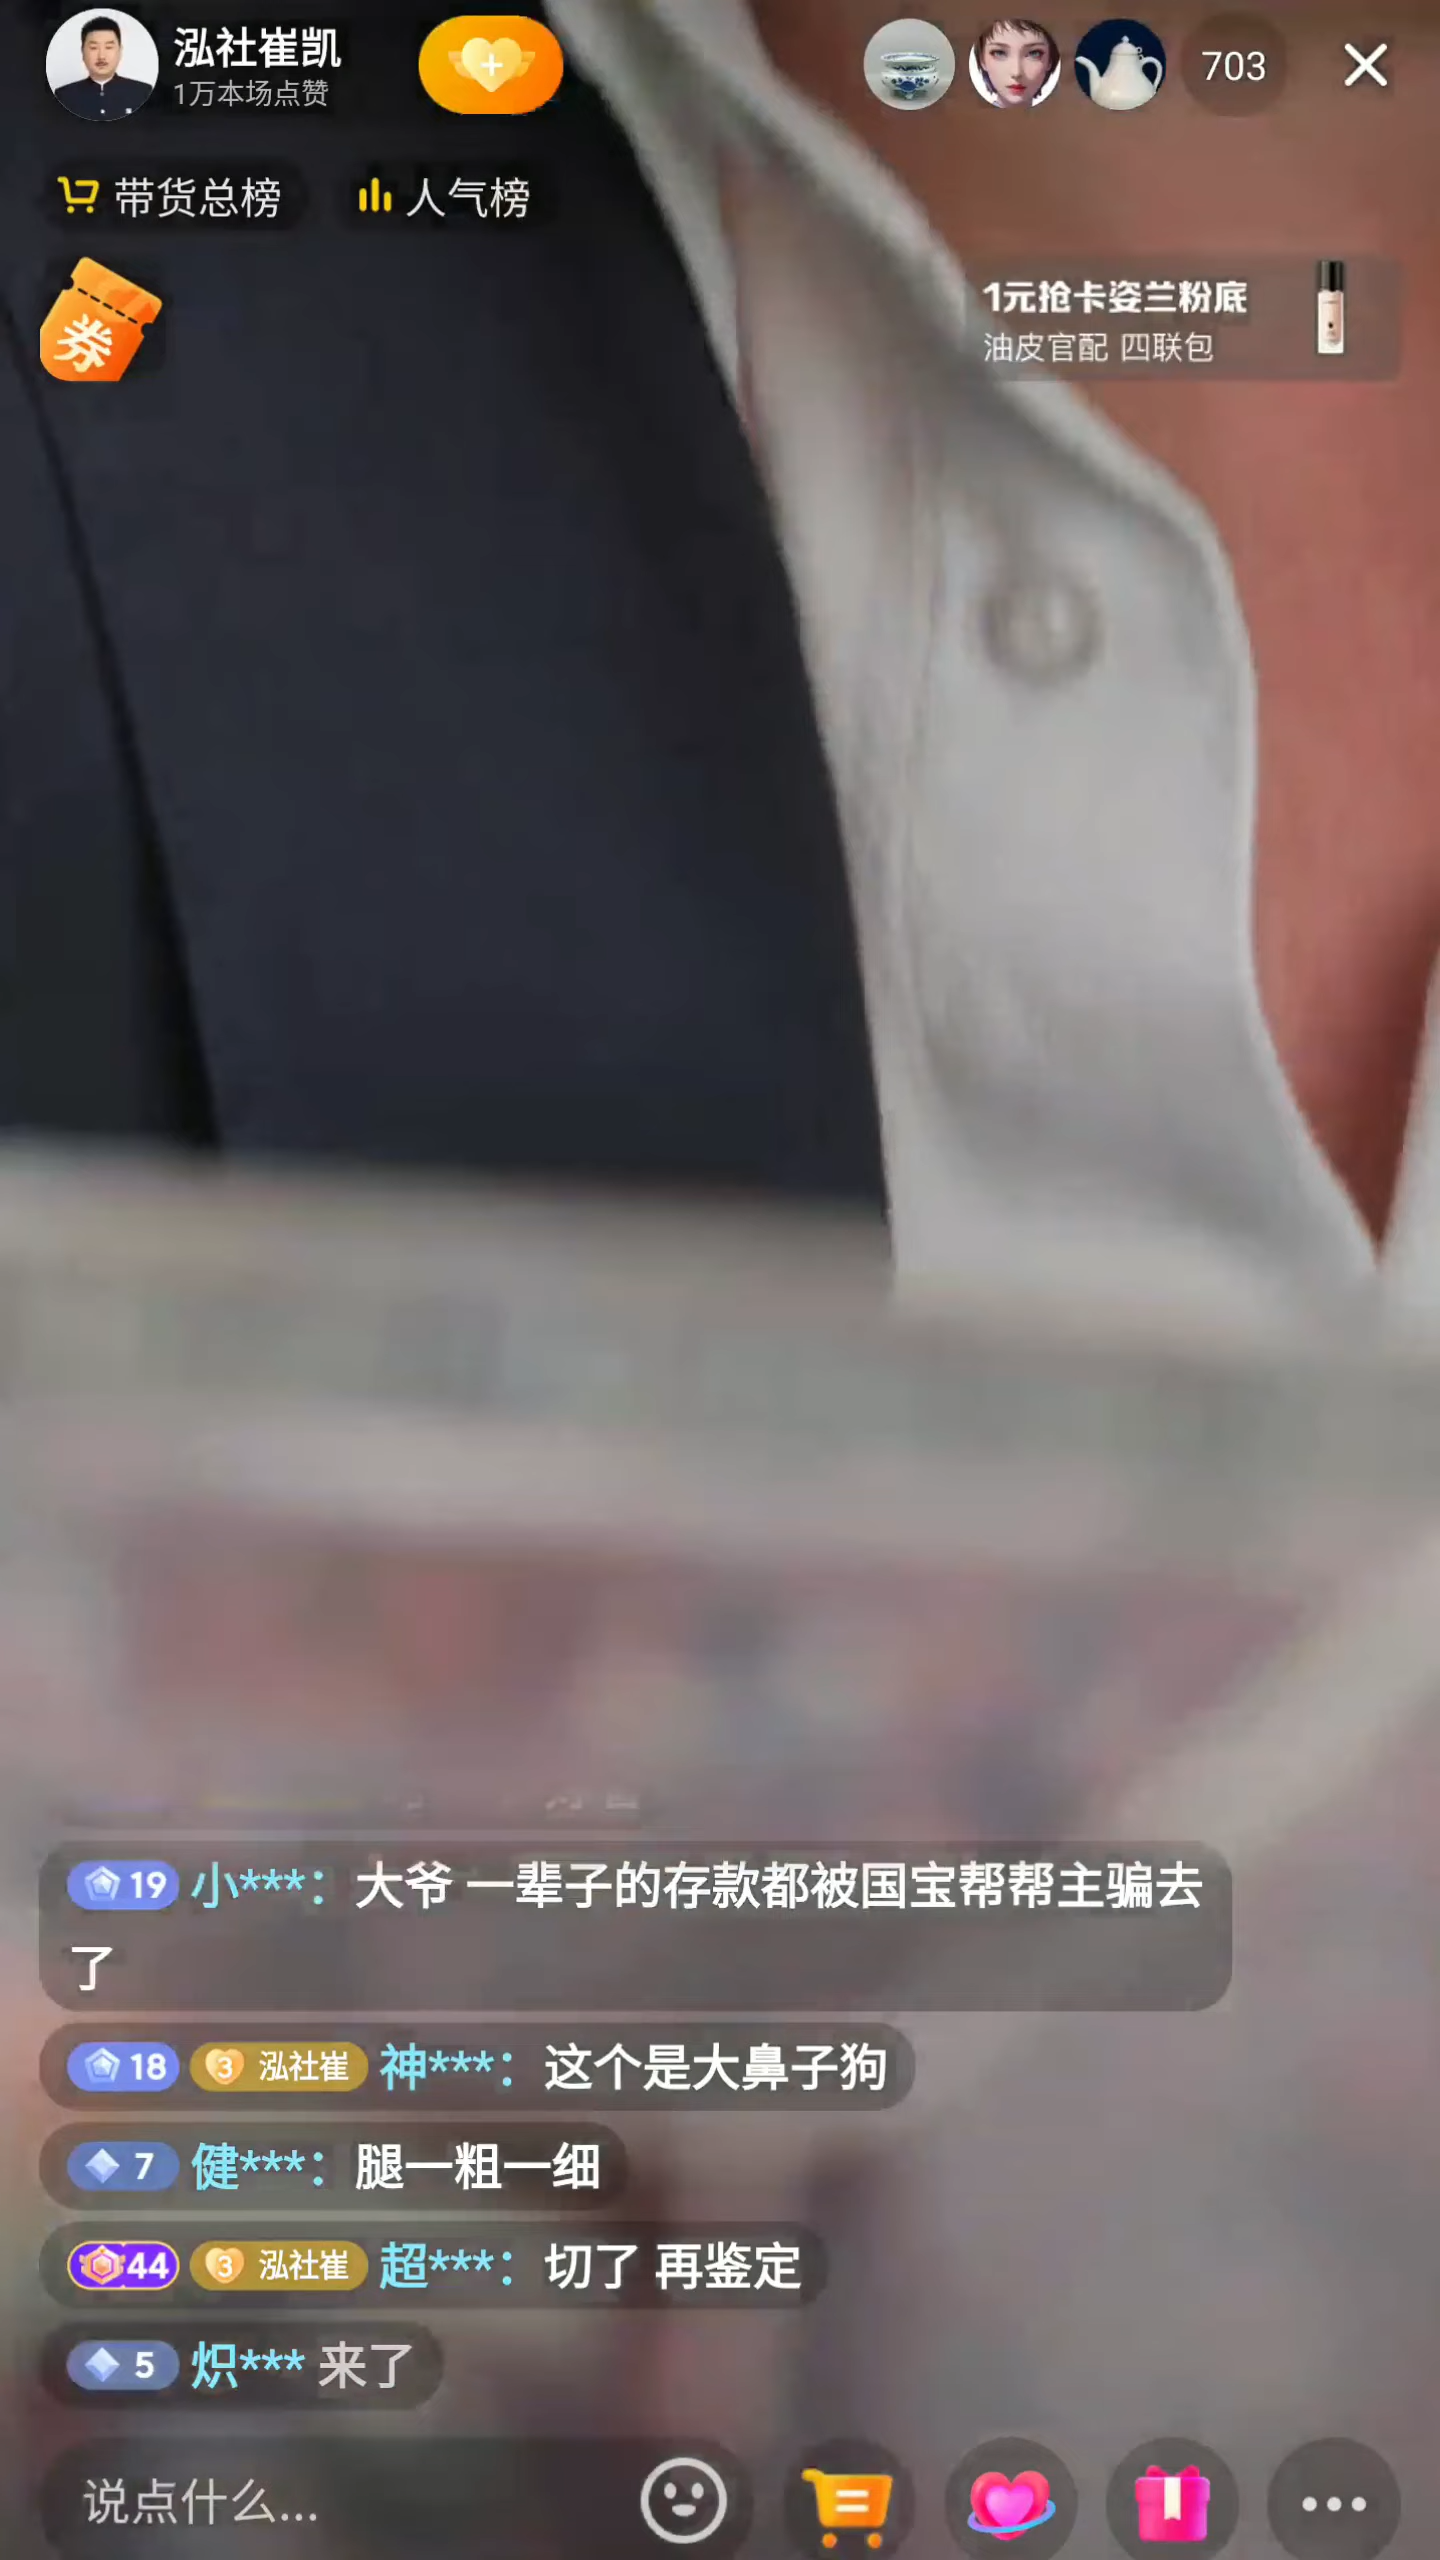 泓社崔凯
1万本场点赞
703
带货总榜
人气榜
券
1元抢卡姿兰粉底
油皮官配 四联包
19 小***：大爷 一辈子的存款都被国宝帮帮主骗去
了
18 3 泓社崔 神***：这个是大鼻子狗
7 健***：腿一粗一细
44 3 泓社崔 超***：切了 再鉴定
5 炽*** 来了
说点什么...